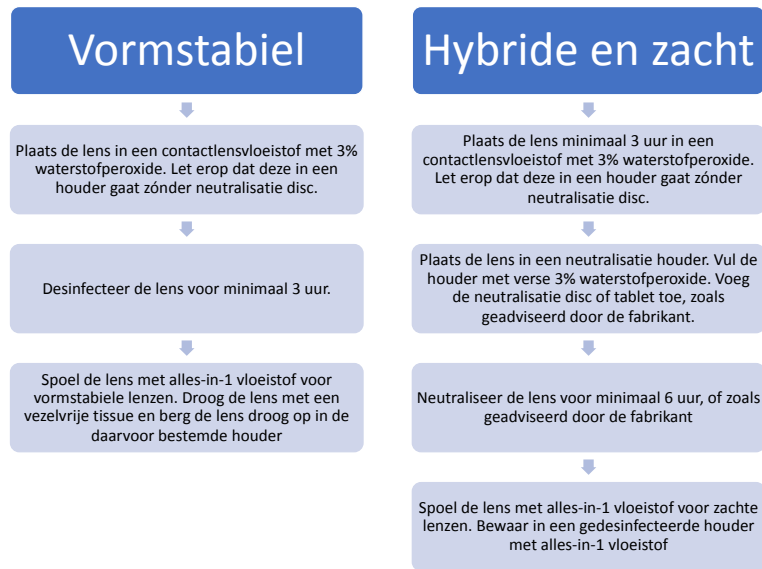 Vormstabiel
Plaats de lens in een contactlensvloeistof met 3%
waterstofperoxide. Let erop dat deze in een
houder gaat zónder neutralisatie disc.
Desinfecteer de lens voor minimaal 3 uur.
Spoel de lens met alles-in-1 vloeistof voor
vormstabiele lenzen. Droog de lens met een
vezelvrije tissue en berg de lens droog op in de
daarvoor bestemde houder
Hybride en zacht
Plaats de lens minimaal 3 uur in een
contactlensvloeistof met 3% waterstofperoxide.
Let erop dat deze in een houder gaat zónder
neutralisatie disc.
Plaats de lens in een neutralisatie houder. Vul de
houder met verse 3% waterstofperoxide. Voeg
de neutralisatie disc of tablet toe, zoals
geadviseerd door de fabrikant.
Neutraliseer de lens voor minimaal 6 uur, of zoals
geadviseerd door de fabrikant
Spoel de lens met alles-in-1 vloeistof voor zachte
lenzen. Bewaar in een gedesinfecteerde houder
met alles-in-1 vloeistof